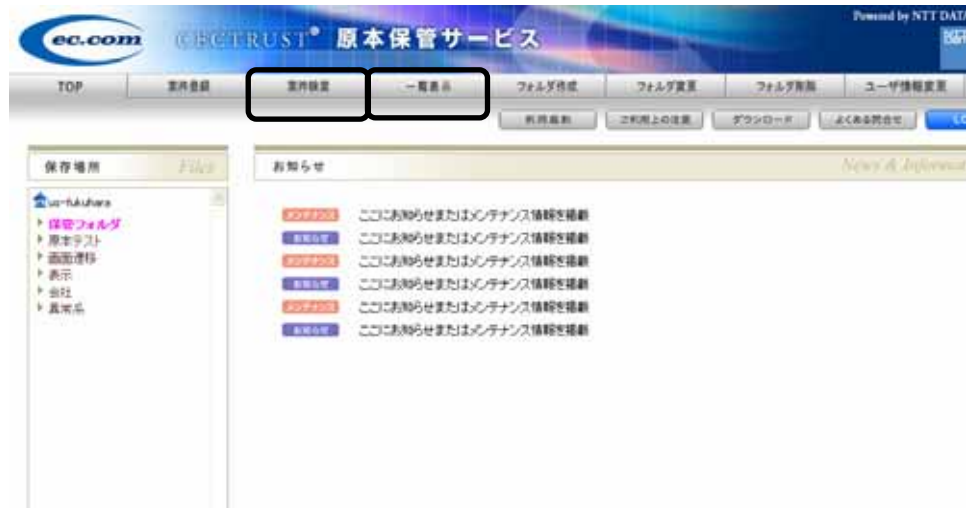 ec.com CECTRUST® 原本保管サービス
Powered by NTT DATA
TOP 案件登録 案件検索 一覧表示 フォルダ作成 フォルダ変更 フォルダ削除 ユーザ情報変更
利用規約 ご利用上の注意 ダウンロード よくある問合せ LO
保存場所 Files
お知らせ News & Informat
us-fukuhara
保管フォルダ
原本テスト
画面遷移
表示
会社
異常系
メンテナンス ここにお知らせまたはメンテナンス情報を掲載
お知らせ ここにお知らせまたはメンテナンス情報を掲載
メンテナンス ここにお知らせまたはメンテナンス情報を掲載
お知らせ ここにお知らせまたはメンテナンス情報を掲載
メンテナンス ここにお知らせまたはメンテナンス情報を掲載
お知らせ ここにお知らせまたはメンテナンス情報を掲載